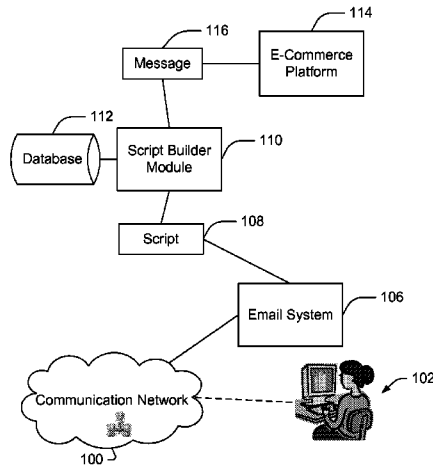 116
114
Message
E-Commerce
Platform
112
110
Database
Script Builder
Module
108
Script
106
Email System
102
Communication Network
100